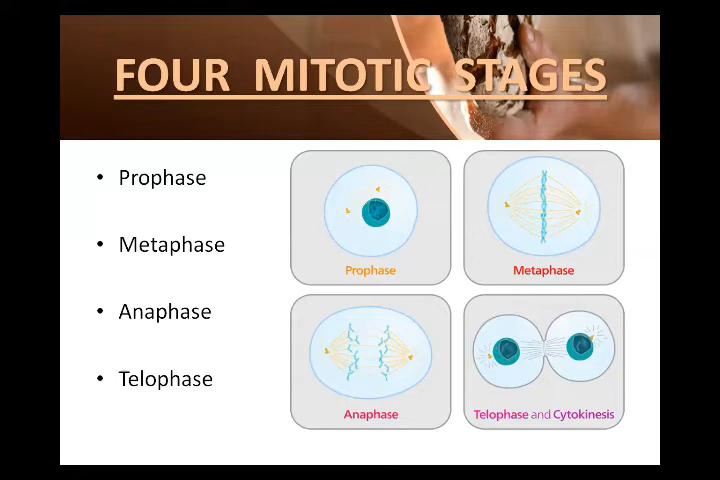 FOUR MITOTIC STAGES
• Prophase
• Metaphase
• Anaphase
• Telophase
Prophase
Metaphase
Anaphase
Telophase and Cytokinesis